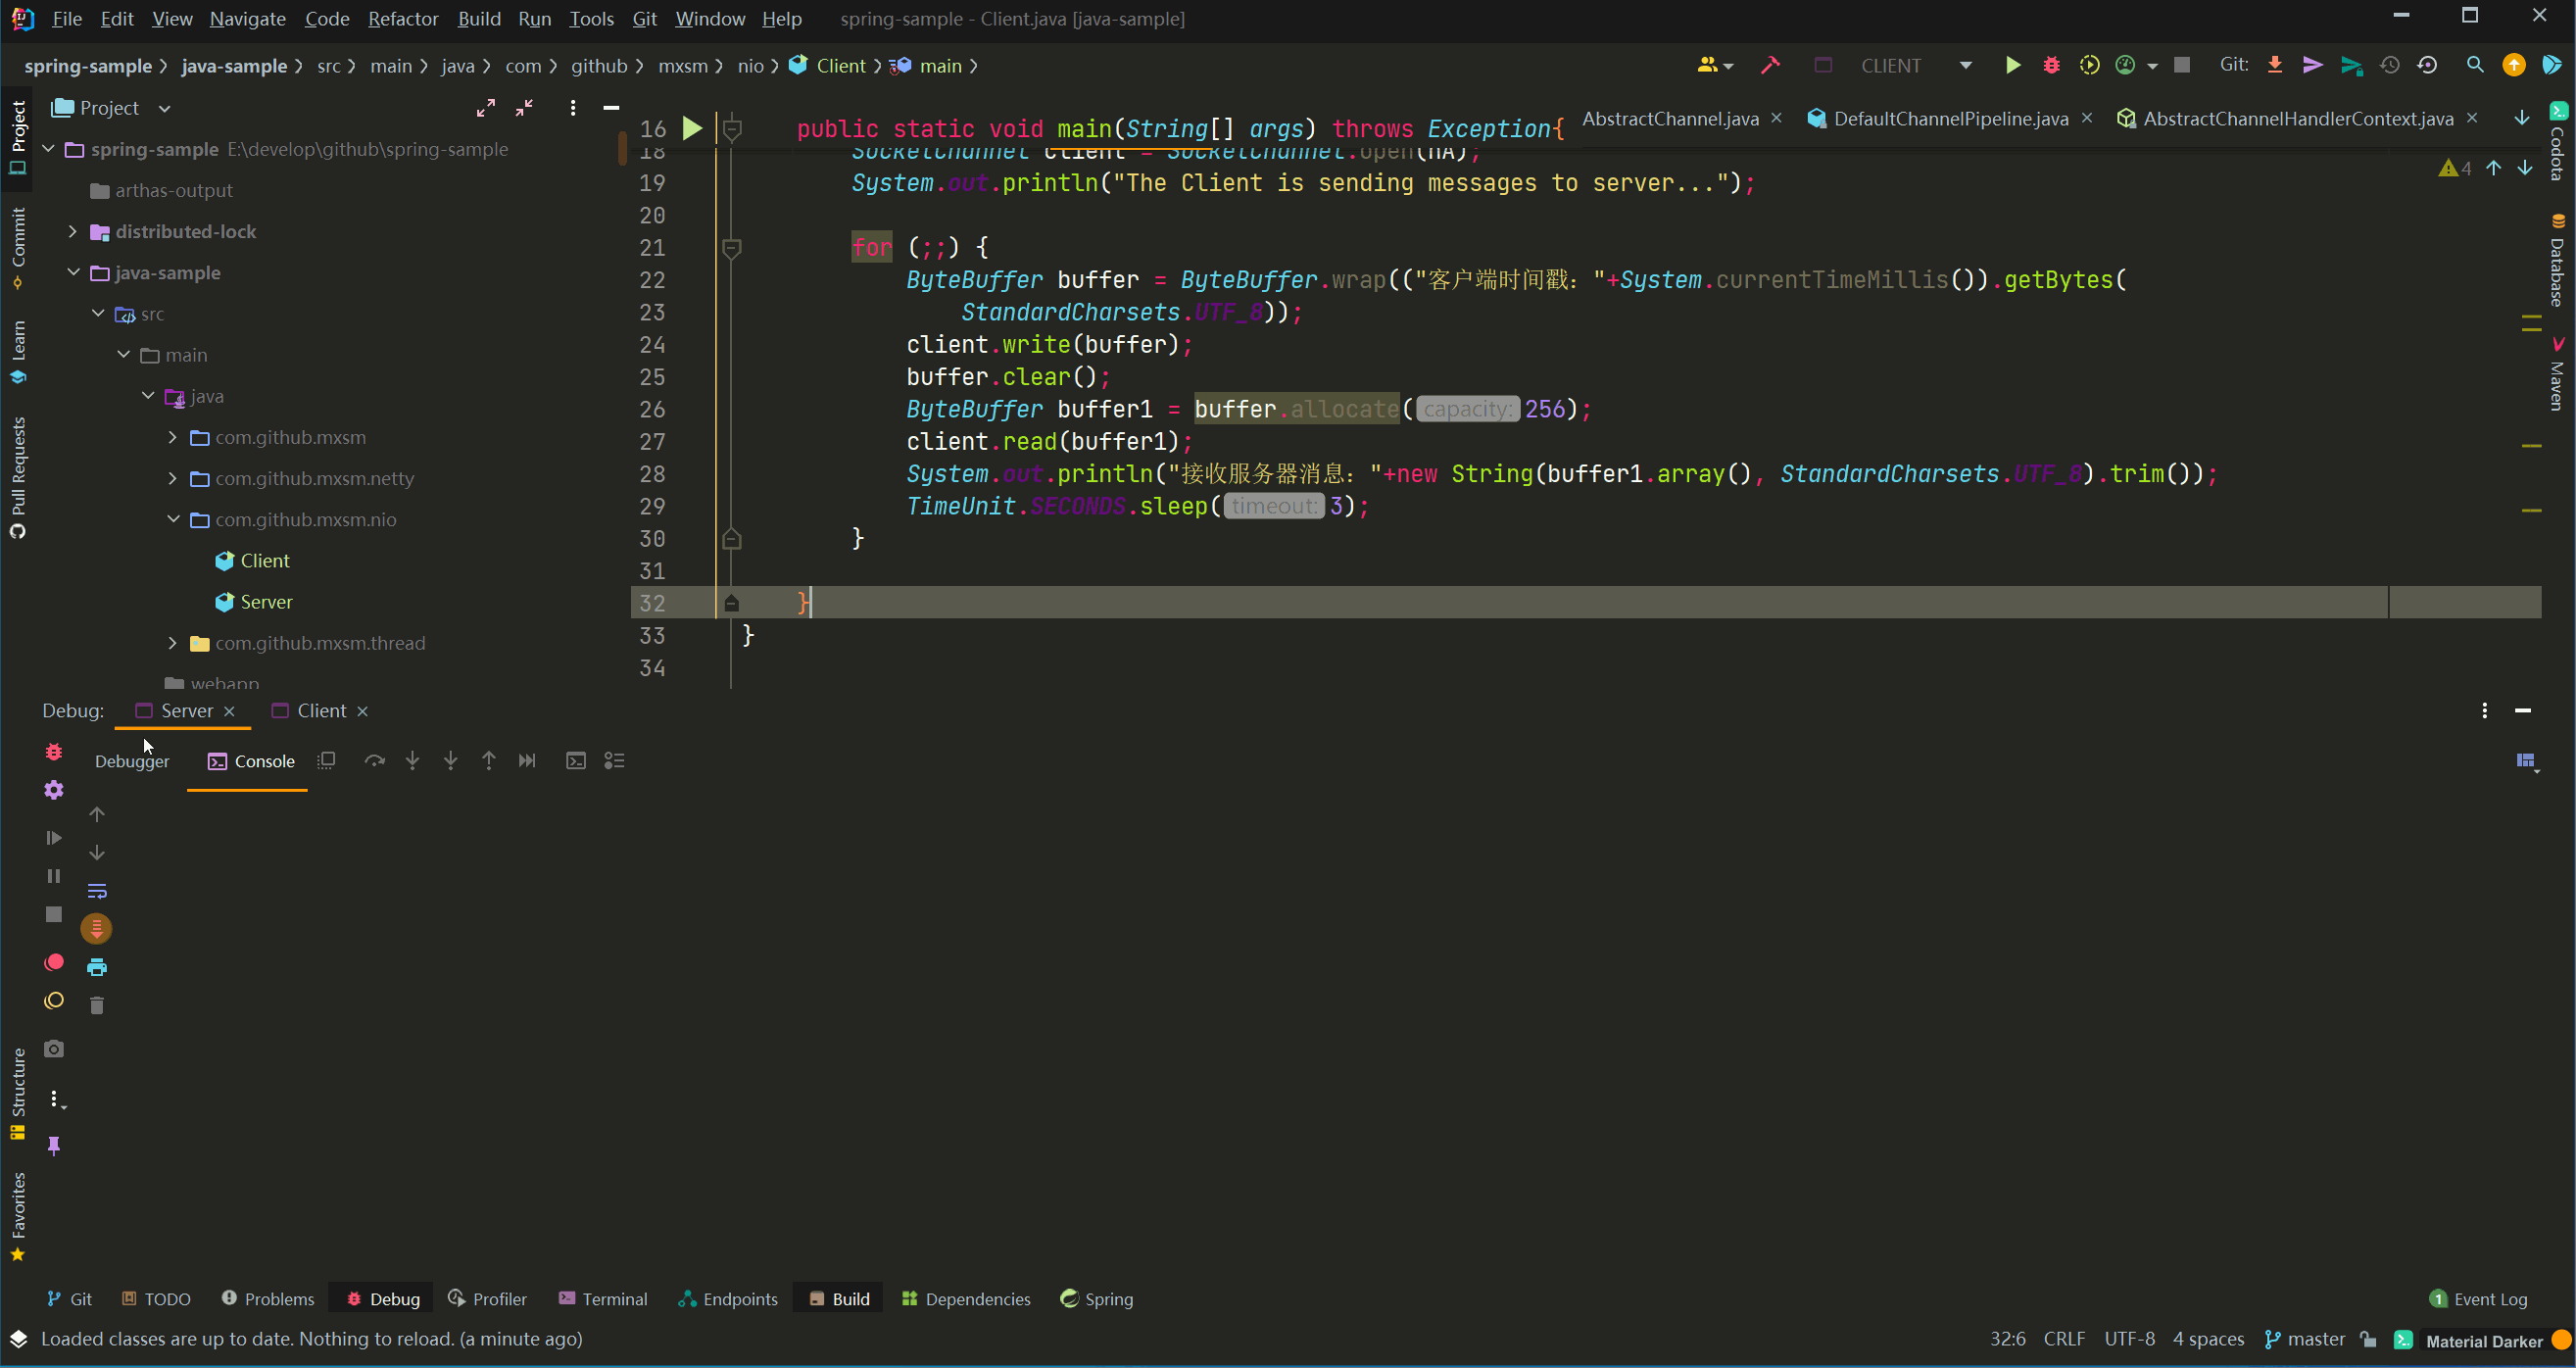 File Edit View Navigate Code Refactor Build Run Tools Git Window Help spring-sample - Client.java [java-sample]
spring-sample java-sample src main java com github mxsm nio Client main CLIENT Git:
Project
AbstractChannel.java DefaultChannelPipeline.java AbstractChannelHandlerContext.java
spring-sample E:\develop\github\spring-sample
arthas-output
distributed-lock
java-sample
src
main
java
com.github.mxsm
com.github.mxsm.netty
com.github.mxsm.nio
Client
Server
com.github.mxsm.thread
webapp
16 public static void main(String[] args) throws Exception{
18 SocketChannel client = SocketChannel.open(hA);
4
19 System.out.println("The Client is sending messages to server...");
20
21 for (;;) {
22 ByteBuffer buffer = ByteBuffer.wrap(("客户端时间戳："+System.currentTimeMillis()).getBytes(
23 StandardCharsets.UTF_8));
24 client.write(buffer);
25 buffer.clear();
26 ByteBuffer buffer1 = buffer.allocate( capacity: 256);
27 client.read(buffer1);
28 System.out.println("接收服务器消息："+new String(buffer1.array(), StandardCharsets.UTF_8).trim());
29 TimeUnit.SECONDS.sleep( timeout: 3);
30 }
31
32 }
33 }
34
Project
Commit
Learn
Pull Requests
Structure
Favorites
Codota
Database
Maven
Debug: Server Client
Debugger Console
Git TODO Problems Debug Profiler Terminal Endpoints Build Dependencies Spring 1 Event Log
Loaded classes are up to date. Nothing to reload. (a minute ago) 32:6 CRLF UTF-8 4 spaces master Material Darker